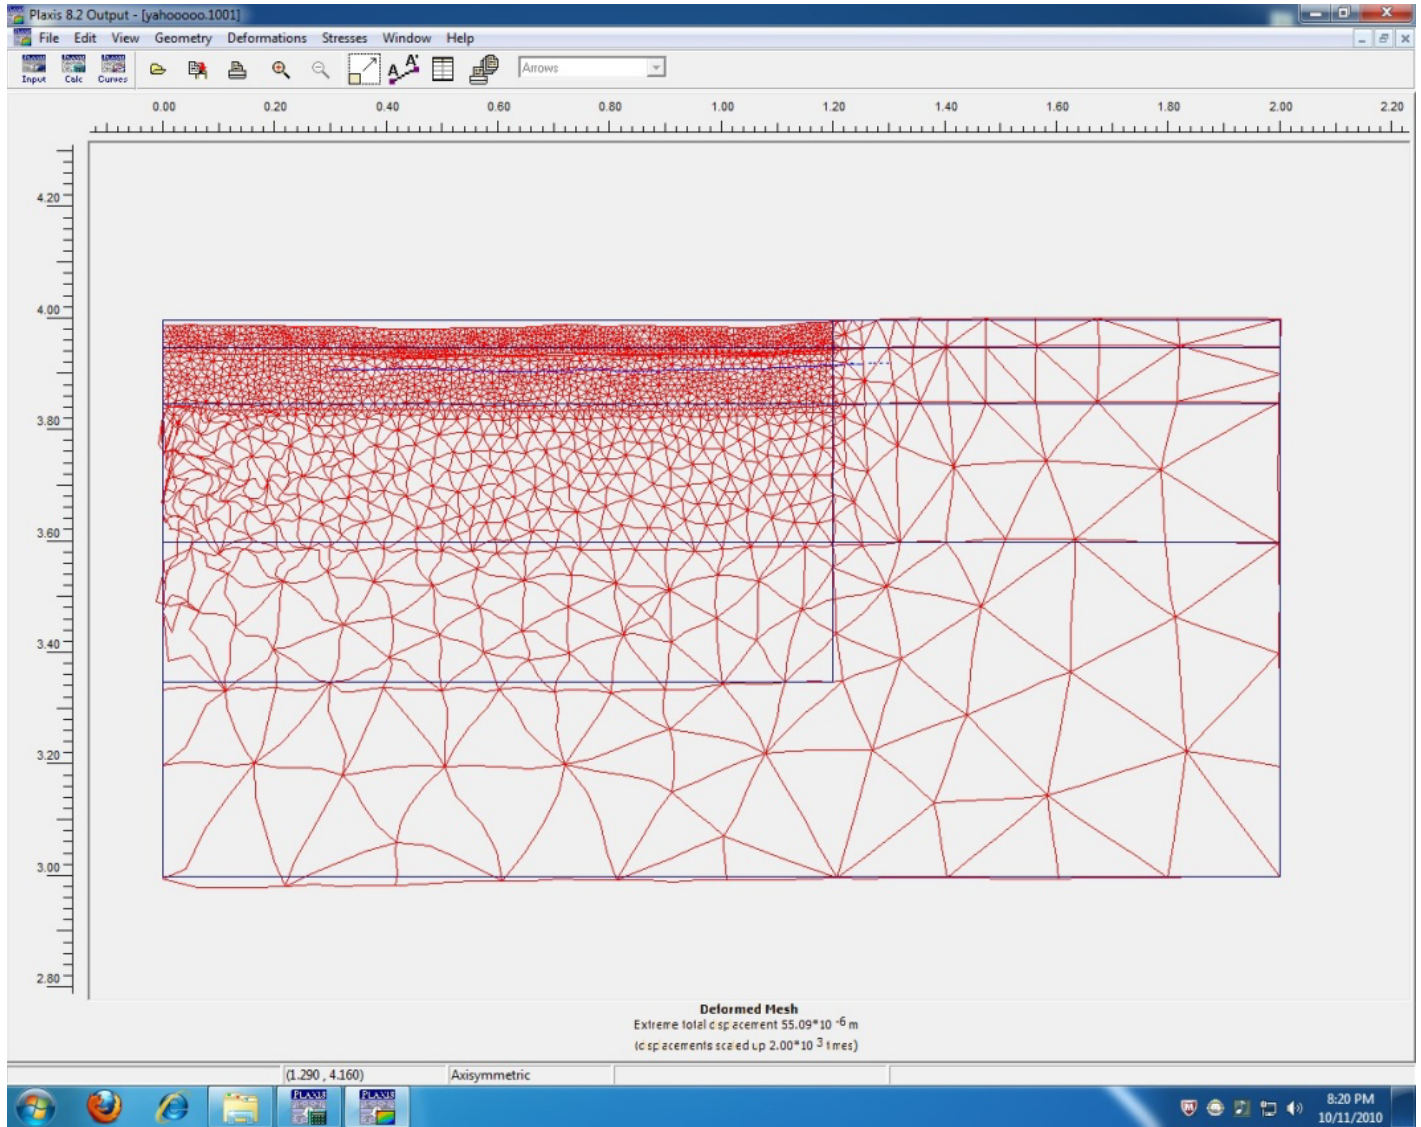 Plaxis 8.2 Output - [yahooooo.1001]
File Edit View Geometry Deformations Stresses Window Help
Input Calc Curves A A' Arrows
0.00 0.20 0.40 0.60 0.80 1.00 1.20 1.40 1.60 1.80 2.00 2.20
4.20
4.00
3.80
3.60
3.40
3.20
3.00
2.80
Deformed Mesh
Extreme total displacement 55.09*10 -6 m
(displacements scaled up 2.00*10 3 times)
(1.290 , 4.160) Axisymmetric
PLAXIS PLAXIS
8:20 PM
10/11/2010